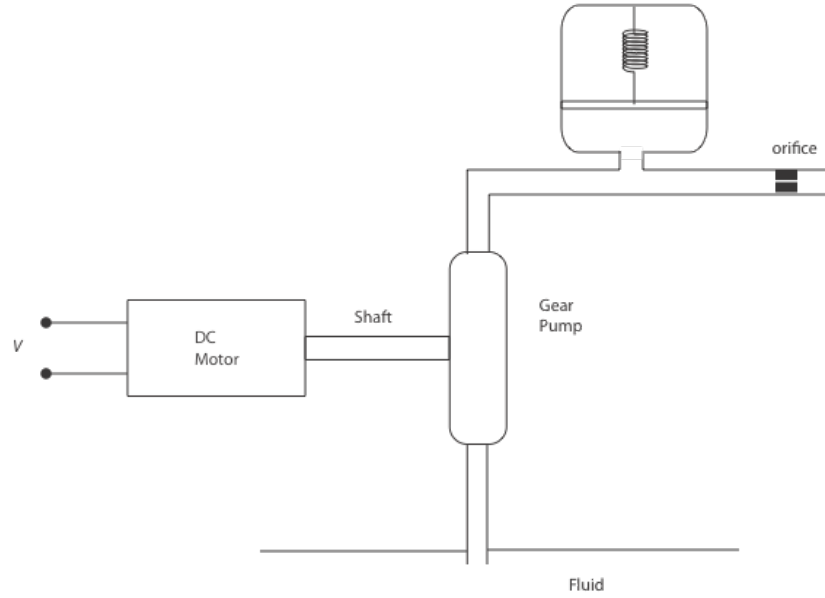 orifice
Gear
Pump
Shaft
DC
Motor
V
Fluid